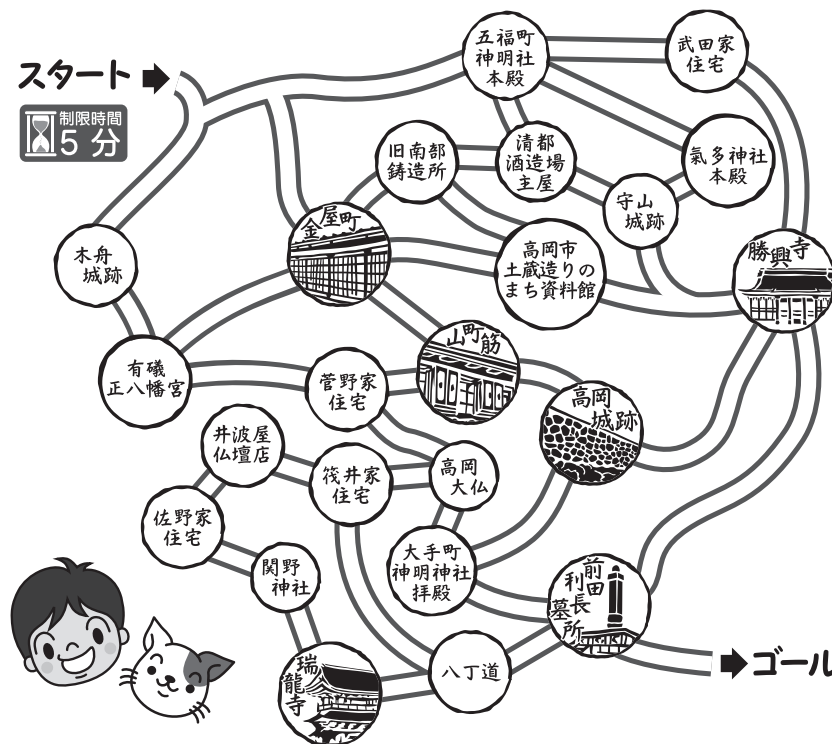 スタート
制限時間
5分
五福町
神明社
本殿
武田家
住宅
旧南部
鋳造所
清都
酒造場
主屋
氣多神社
本殿
守山
城跡
金屋町
木舟
城跡
高岡市
土蔵造りの
まち資料館
勝興寺
有礒
正八幡宮
菅野家
住宅
山町筋
高岡
城跡
井波屋
仏壇店
筏井家
住宅
高岡
大仏
佐野家
住宅
関野
神社
大手町
神明神社
拝殿
前田
利長
墓所
瑞龍寺
八丁道
ゴール